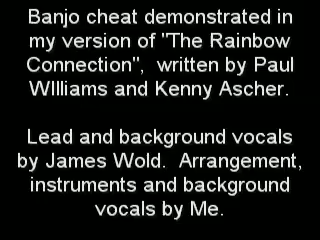 Banjo cheat demonstrated in
my version of "The Rainbow
Connection",  written by Paul
WIlliams and Kenny Ascher.
Lead and background vocals
by James Wold.  Arrangement,
instruments and background
vocals by Me.